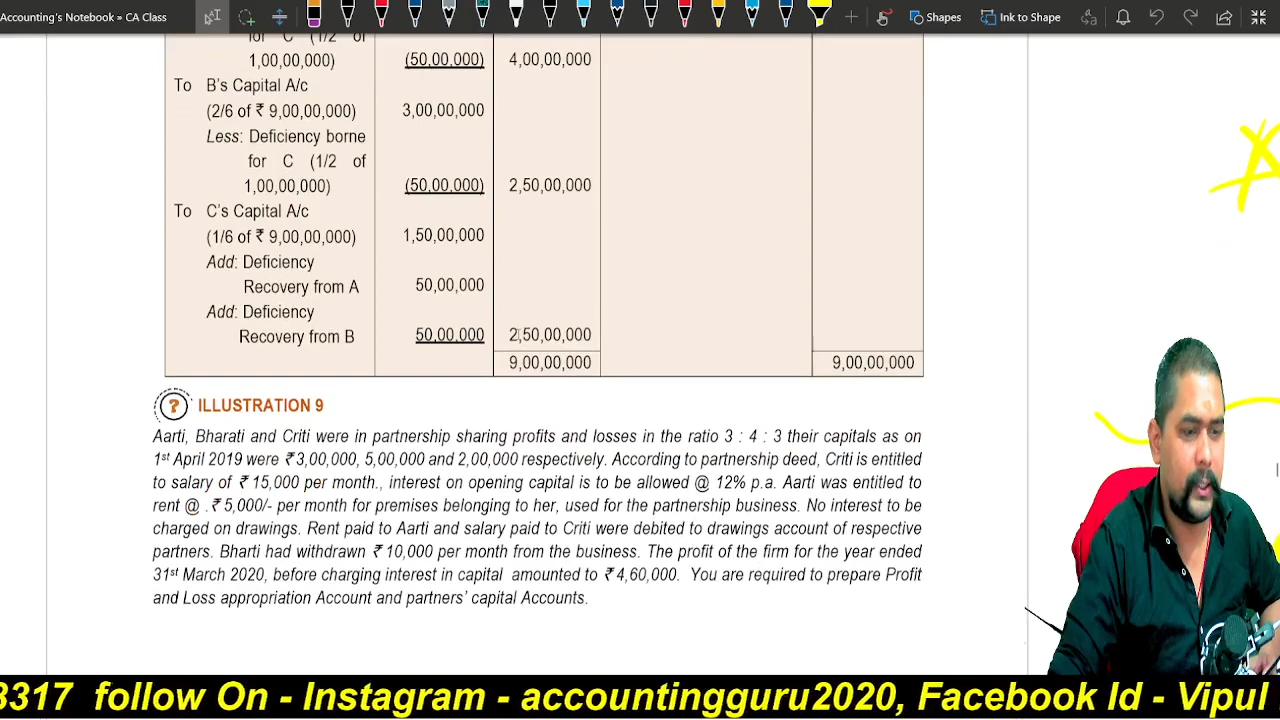 Accounting's Notebook » CA Class
Shapes
Ink to Shape
for C (1/2 of
1,00,00,000) (50,00,000) 4,00,00,000
To B's Capital A/c
(2/6 of ₹ 9,00,00,000) 3,00,00,000
Less: Deficiency borne
for C (1/2 of
1,00,00,000) (50,00,000) 2,50,00,000
To C's Capital A/c
(1/6 of ₹ 9,00,00,000) 1,50,00,000
Add: Deficiency
Recovery from A 50,00,000
Add: Deficiency
Recovery from B 50,00,000 2,50,00,000
9,00,00,000 9,00,00,000
? ILLUSTRATION 9
Aarti, Bharati and Criti were in partnership sharing profits and losses in the ratio 3 : 4 : 3 their capitals as on
1st April 2019 were ₹ 3,00,000, 5,00,000 and 2,00,000 respectively. According to partnership deed, Criti is entitled
to salary of ₹ 15,000 per month., interest on opening capital is to be allowed @ 12% p.a. Aarti was entitled to
rent @ .₹ 5,000/- per month for premises belonging to her, used for the partnership business. No interest to be
charged on drawings. Rent paid to Aarti and salary paid to Criti were debited to drawings account of respective
partners. Bharti had withdrawn ₹ 10,000 per month from the business. The profit of the firm for the year ended
31st March 2020, before charging interest in capital amounted to ₹ 4,60,000. You are required to prepare Profit
and Loss appropriation Account and partners' capital Accounts.
3317 follow On - Instagram - accountingguru2020, Facebook Id - Vipul